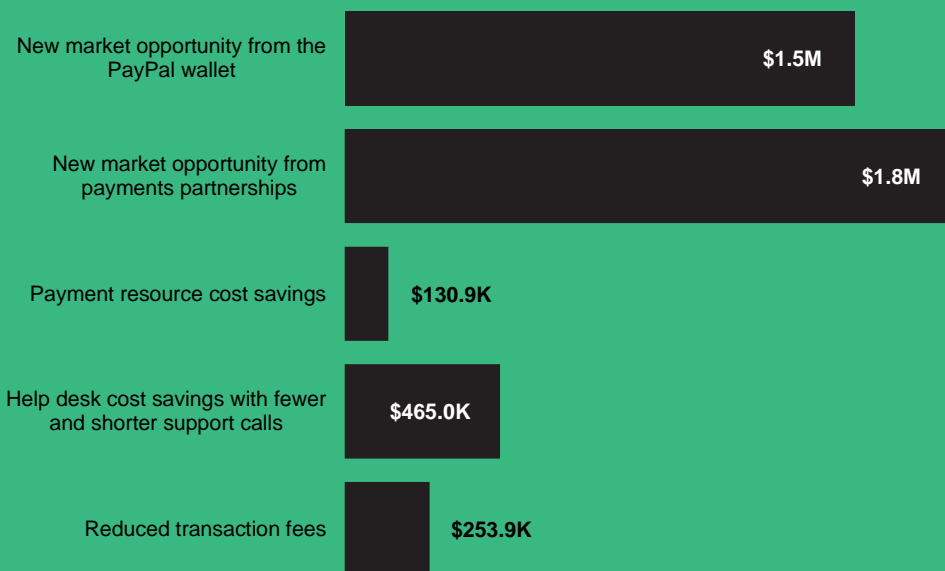 New market opportunity from the
PayPal wallet
$1.5M
New market opportunity from
payments partnerships
$1.8M
Payment resource cost savings
$130.9K
Help desk cost savings with fewer
and shorter support calls
$465.0K
Reduced transaction fees
$253.9K